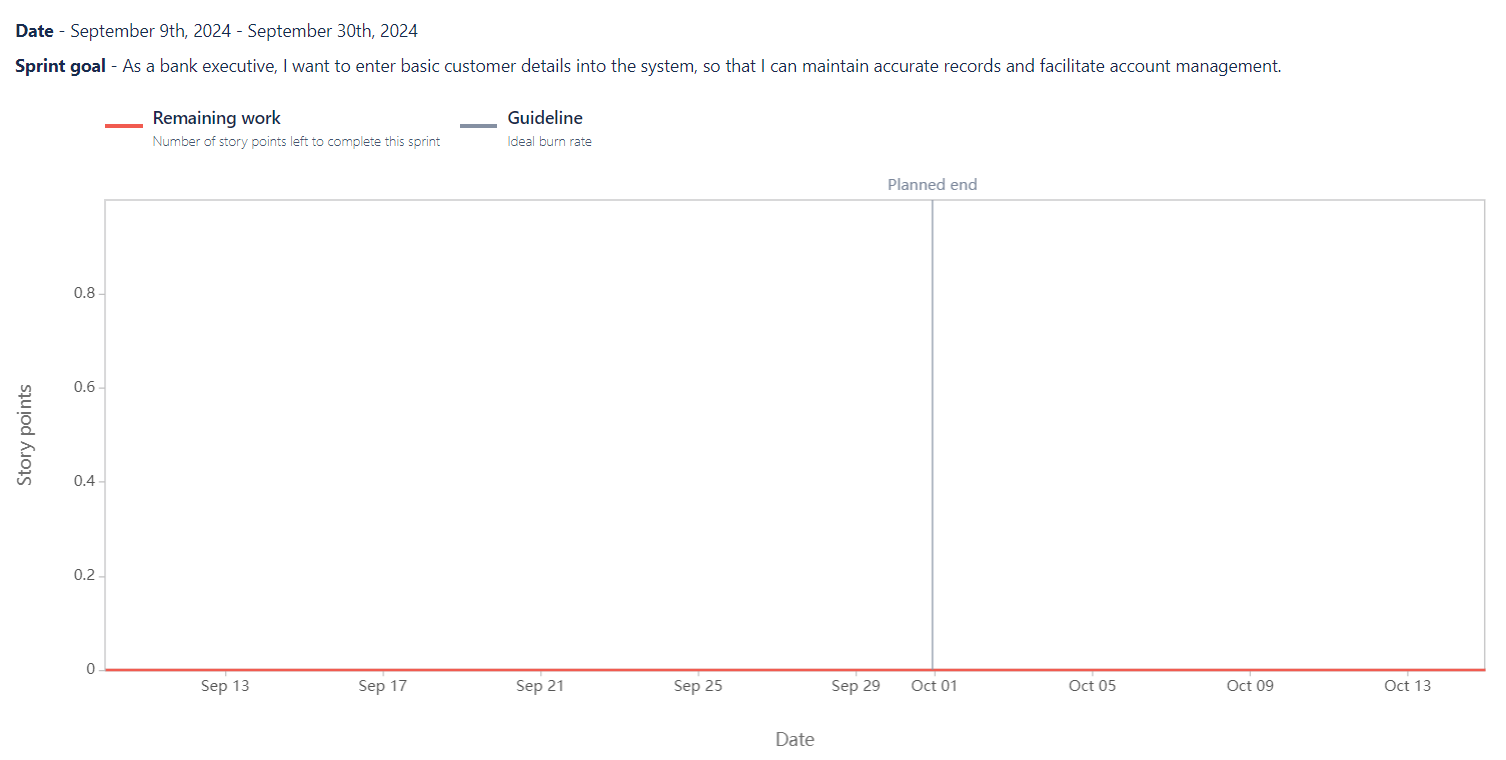 Date - September 9th, 2024 - September 30th, 2024
Sprint goal - As a bank executive, I want to enter basic customer details into the system, so that I can maintain accurate records and facilitate account management.
Remaining work
Number of story points left to complete this sprint
Guideline
Ideal burn rate
Planned end
Story points
0.8
0.6
0.4
0.2
0
Sep 13 Sep 17 Sep 21 Sep 25 Sep 29 Oct 01 Oct 05 Oct 09 Oct 13
Date